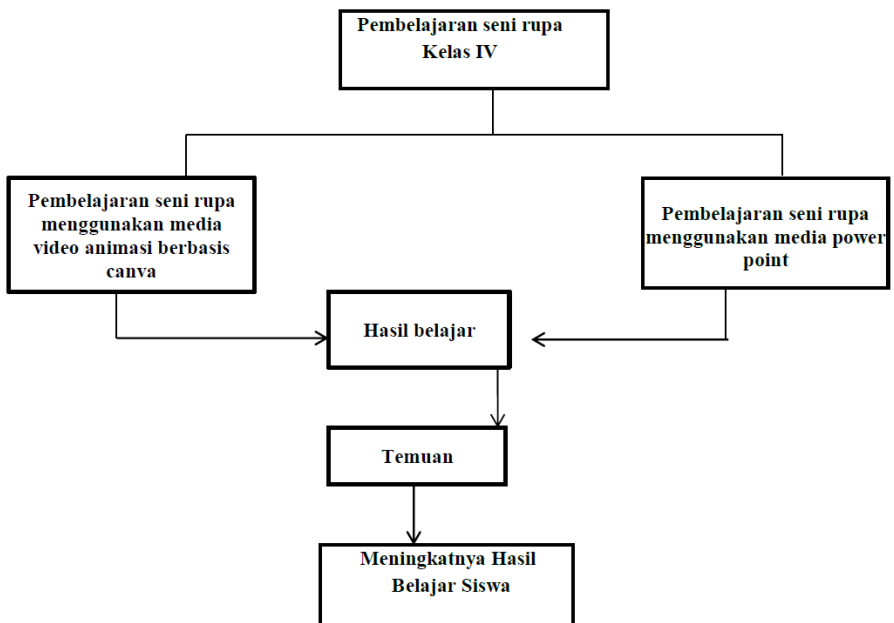 Pembelajaran seni rupa
Kelas IV
Pembelajaran seni rupa
menggunakan media
video animasi berbasis
canva
Pembelajaran seni rupa
menggunakan media power
point
Hasil belajar
Temuan
Meningkatnya Hasil
Belajar Siswa